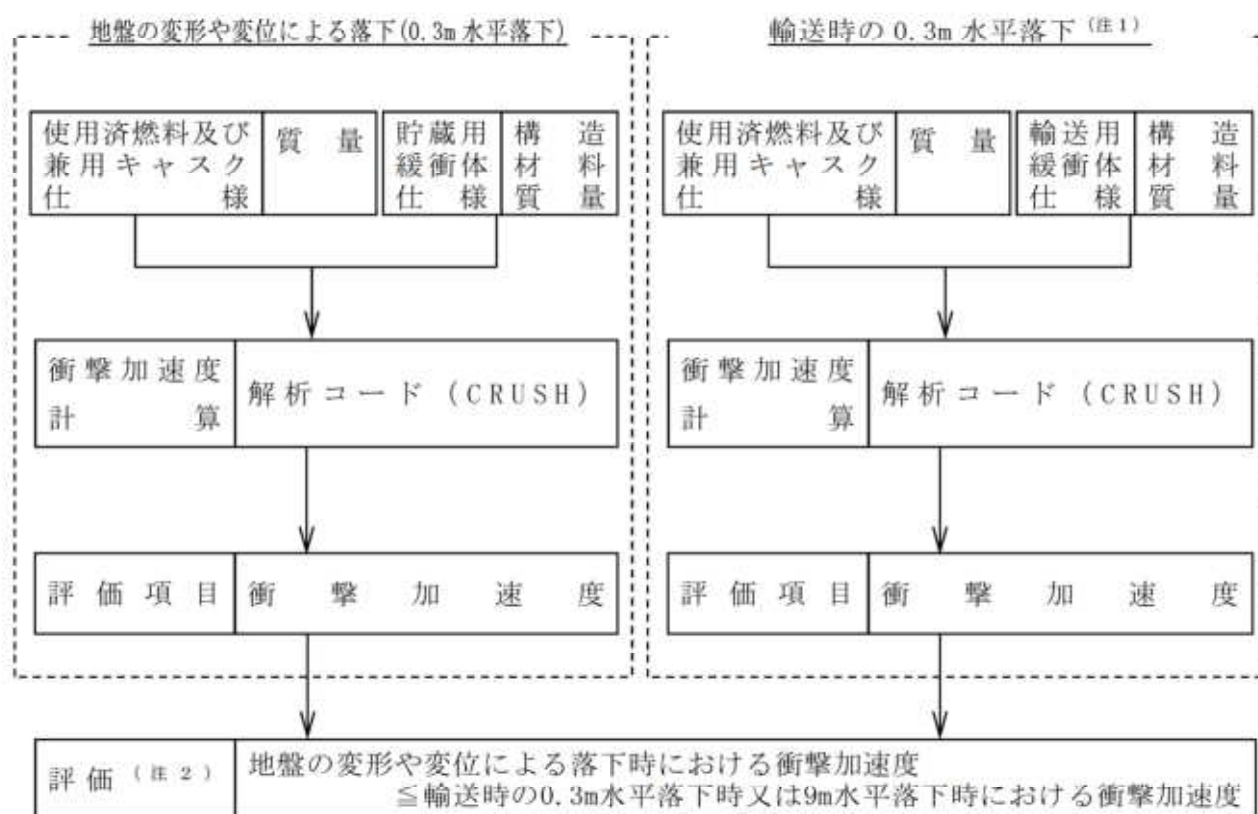 地盤の変形や変位による落下(0.3m水平落下)
使用済燃料及び
兼用キャスク
仕様
質量
貯蔵用
緩衝体
仕様
構造
材料
質量
衝撃加速度
計算
解析コード(CRUSH)
評価項目
衝撃加速度
輸送時の0.3m水平落下(注1)
使用済燃料及び
兼用キャスク
仕様
質量
輸送用
緩衝体
仕様
構造
材料
質量
衝撃加速度
計算
解析コード(CRUSH)
評価項目
衝撃加速度
評価(注2)
地盤の変形や変位による落下時における衝撃加速度
≦輸送時の0.3m水平落下時又は9m水平落下時における衝撃加速度